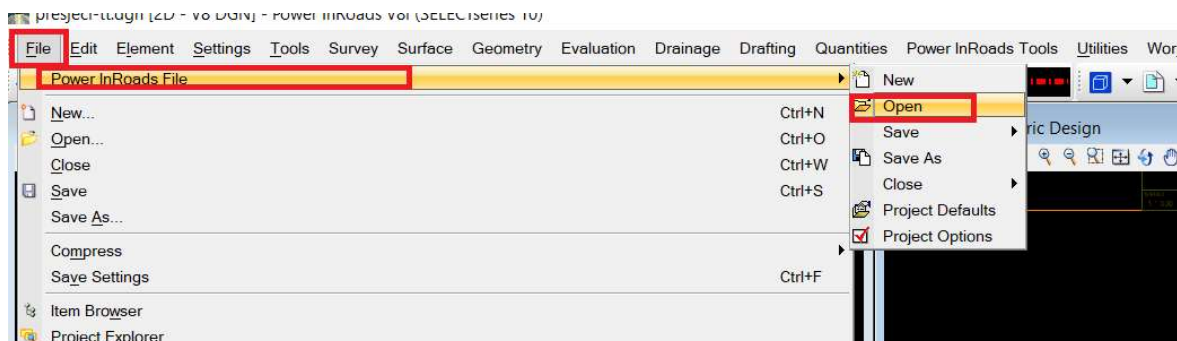 presject-tt.dgn [2D - V8 DGN] - Power InRoads V8i (SELECTseries 10)
File Edit Element Settings Tools Survey Surface Geometry Evaluation Drainage Drafting Quantities Power InRoads Tools Utilities Wor
Power InRoads File
New... Ctrl+N
Open... Ctrl+O
Close Ctrl+W
Save Ctrl+S
Save As...
Compress
Save Settings Ctrl+F
Item Browser
Project Explorer
New
Open
Save
Save As
Close
Project Defaults
Project Options
ric Design